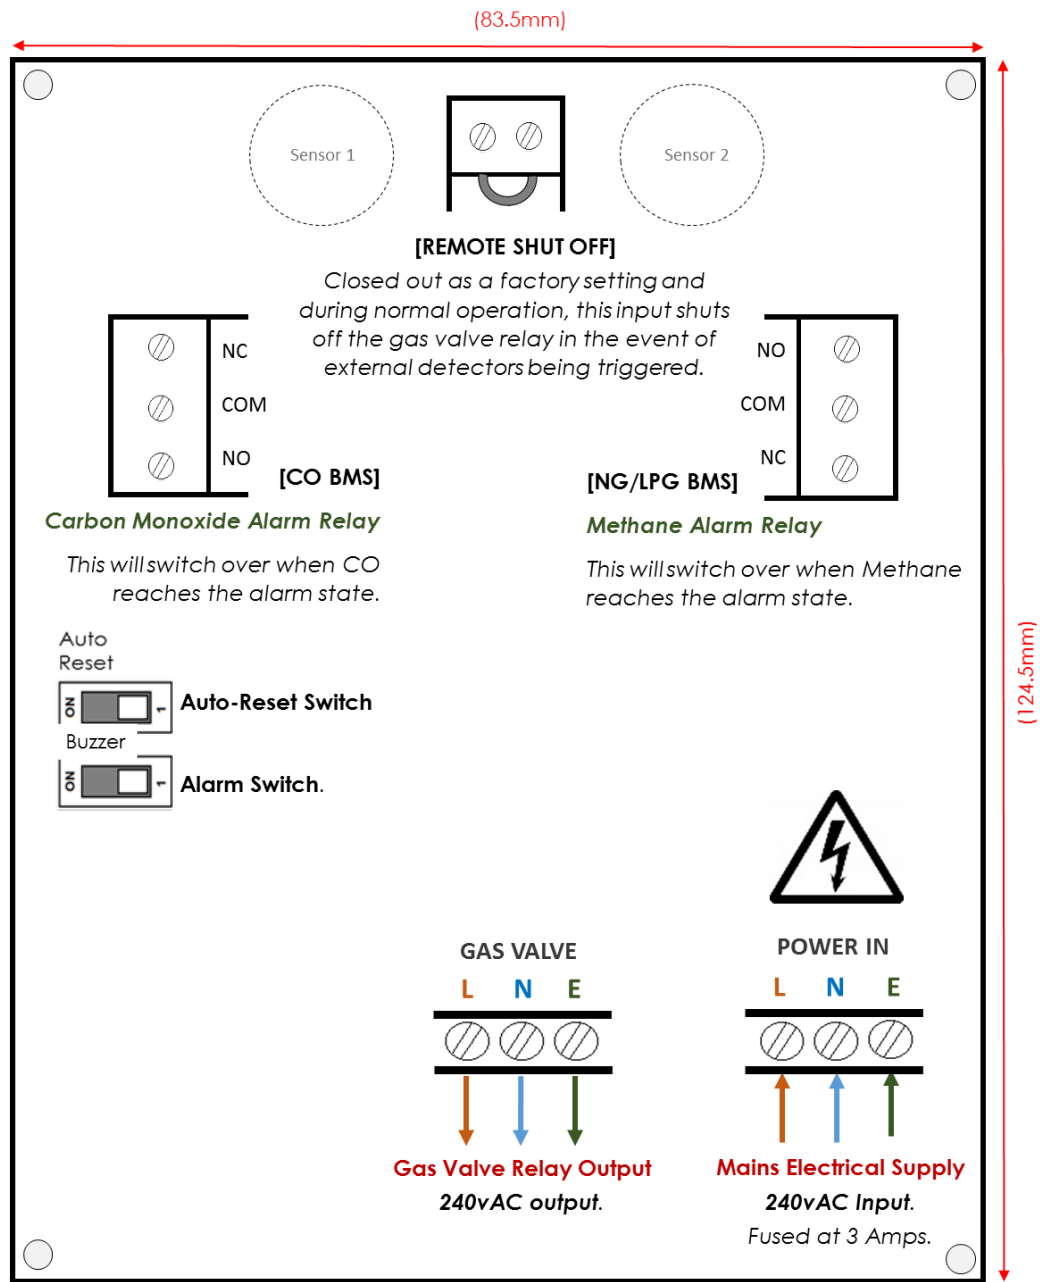 (83.5mm)
Sensor 1
Sensor 2
[REMOTE SHUT OFF]
Closed out as a factory setting and
during normal operation, this input shuts
off the gas valve relay in the event of
external detectors being triggered.
NC
COM
NO
[CO BMS]
Carbon Monoxide Alarm Relay
This will switch over when CO
reaches the alarm state.
NO
COM
NC
[NG/LPG BMS]
Methane Alarm Relay
This will switch over when Methane
reaches the alarm state.
(124.5mm)
Auto
Reset
ON
1
Auto-Reset Switch
Buzzer
ON
1
Alarm Switch.
GAS VALVE
L N E
Gas Valve Relay Output
240vAC output.
POWER IN
L N E
Mains Electrical Supply
240vAC Input.
Fused at 3 Amps.